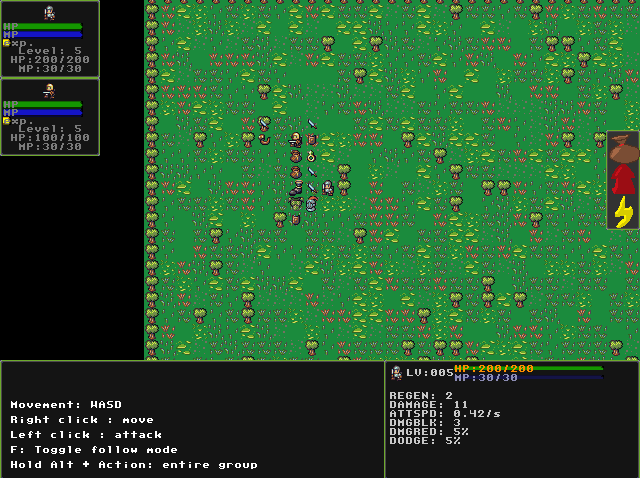 HP
MP
xp.
Level: 5
HP:200/200
MP:30/30
HP
MP
xp.
Level: 5
HP:100/100
MP:30/30
Movement: WASD
Right click : move
Left click : attack
F: Toggle follow mode
Hold Alt + Action: entire group
LV:005 HP:200/200
MP:30/30
REGEN: 2
DAMAGE: 11
ATTSPD: 0.42/s
DMGBLK: 3
DMGRED: 5%
DODGE: 5%